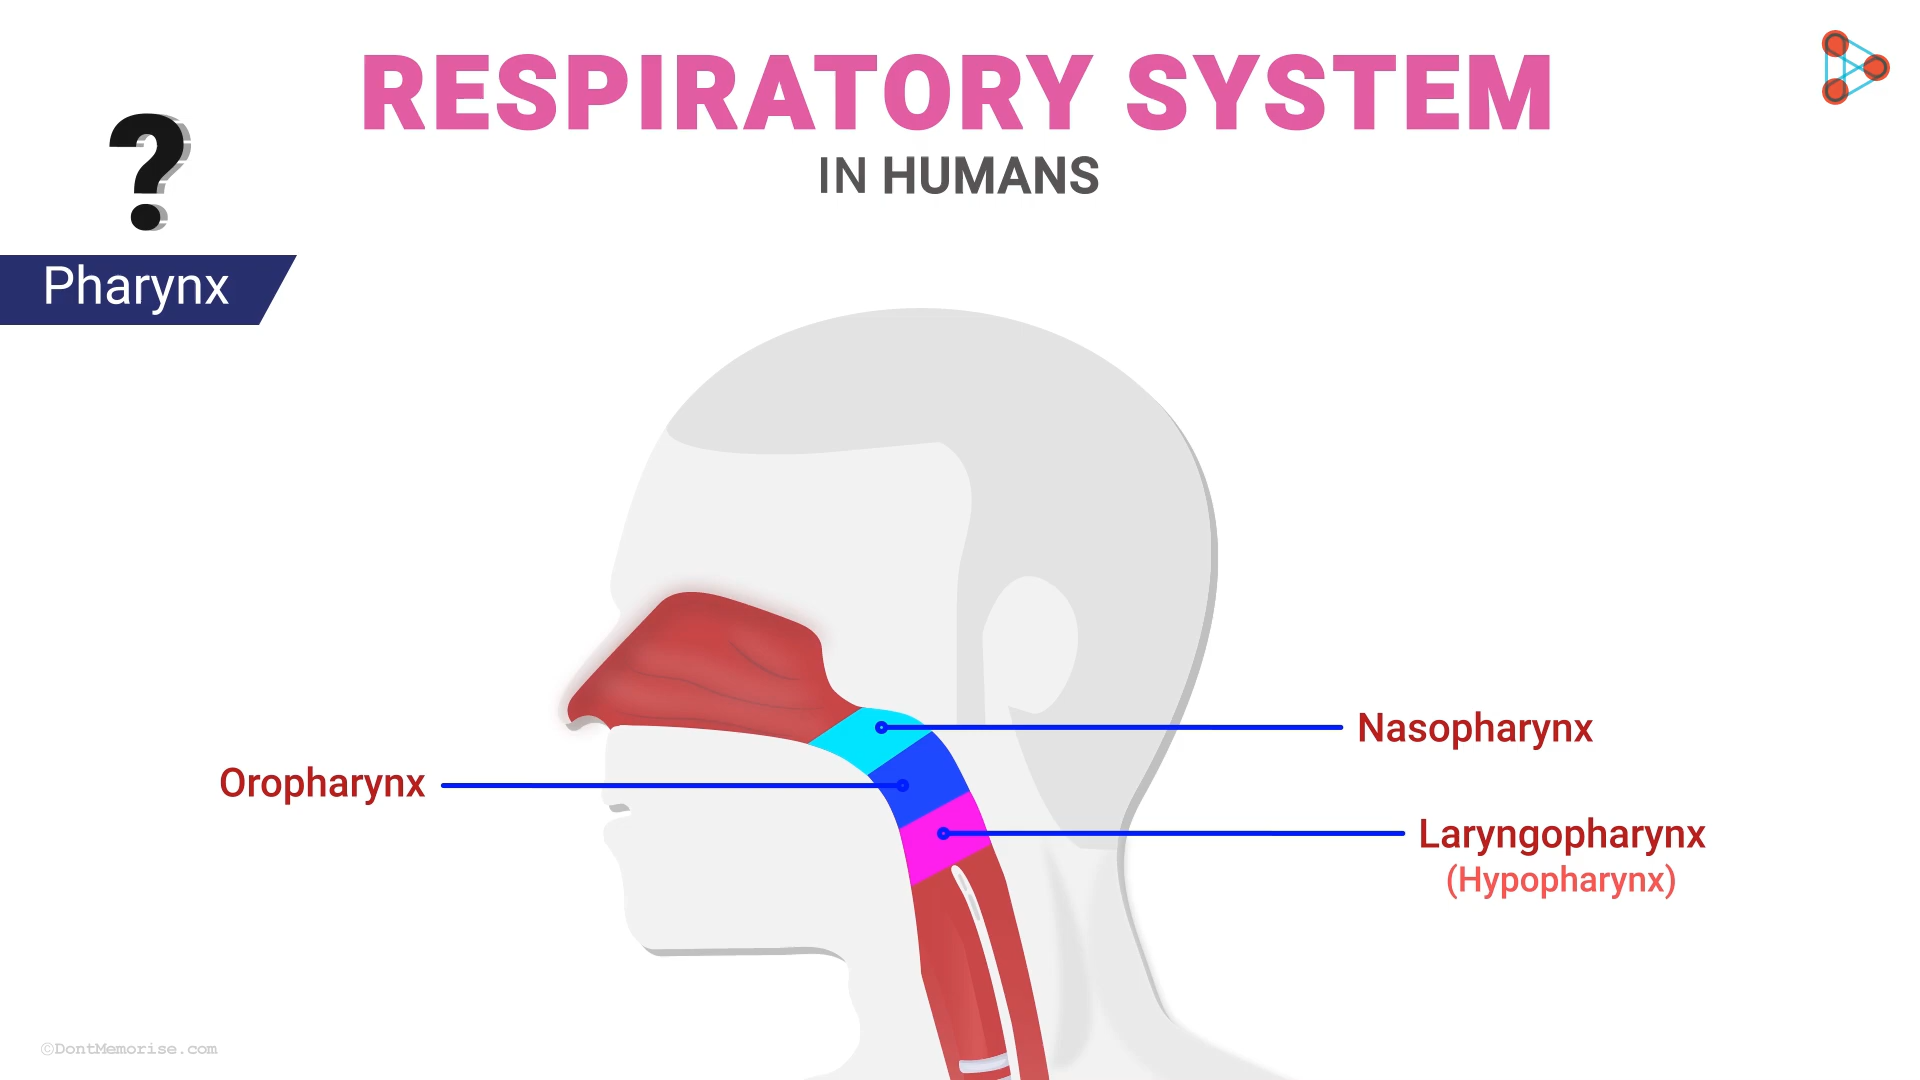 RESPIRATORY SYSTEM
IN HUMANS
?
Pharynx
Nasopharynx
Oropharynx
Laryngopharynx
(Hypopharynx)
©DontMemorise.com